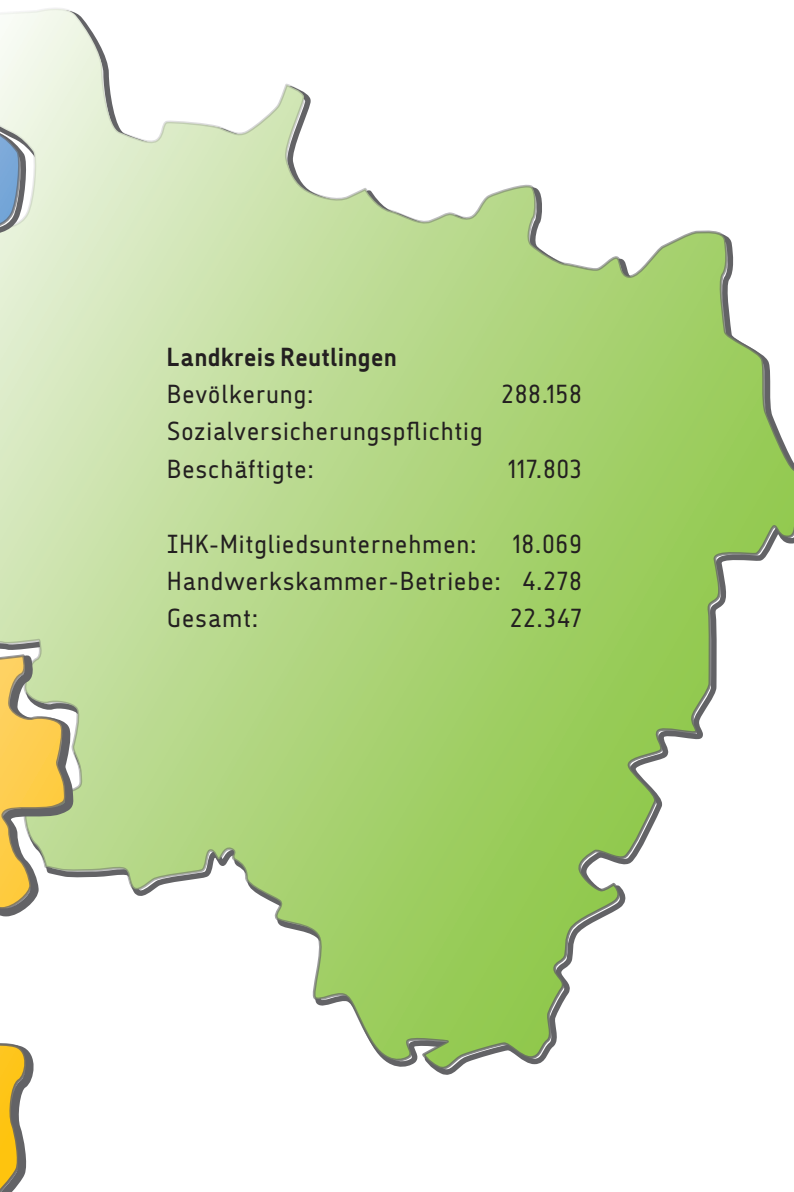 Landkreis Reutlingen
Bevölkerung: 288.158
Sozialversicherungspflichtig
Beschäftigte: 117.803
IHK-Mitgliedsunternehmen: 18.069
Handwerkskammer-Betriebe: 4.278
Gesamt: 22.347